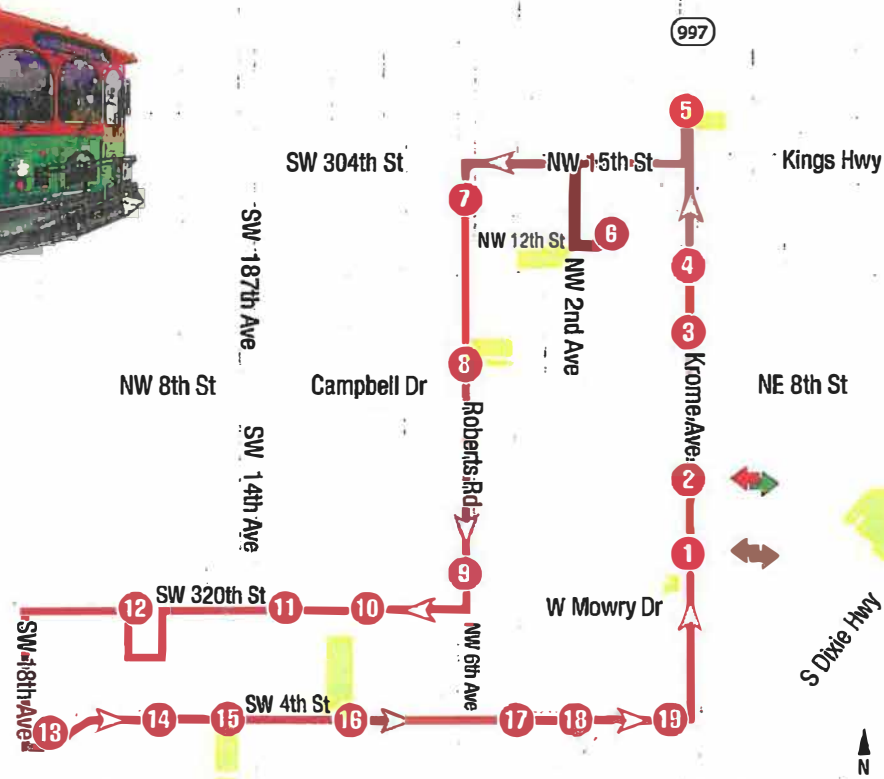 997
5
SW 304th St
NW 15th St
Kings Hwy
7
NW 12th St
6
SW 187th Ave
NW 2nd Ave
4
3
8
Krome Ave.
NW 8th St
Campbell Dr
NE 8th St
Roberts Rd
SW 14th Ave
2
1
9
12
SW 320th St
11
10
W Mowry Dr
S Dixie Hwy
SW 18th Ave
NW 6th Ave
13
14
15
SW 4th St
16
17
18
19
N